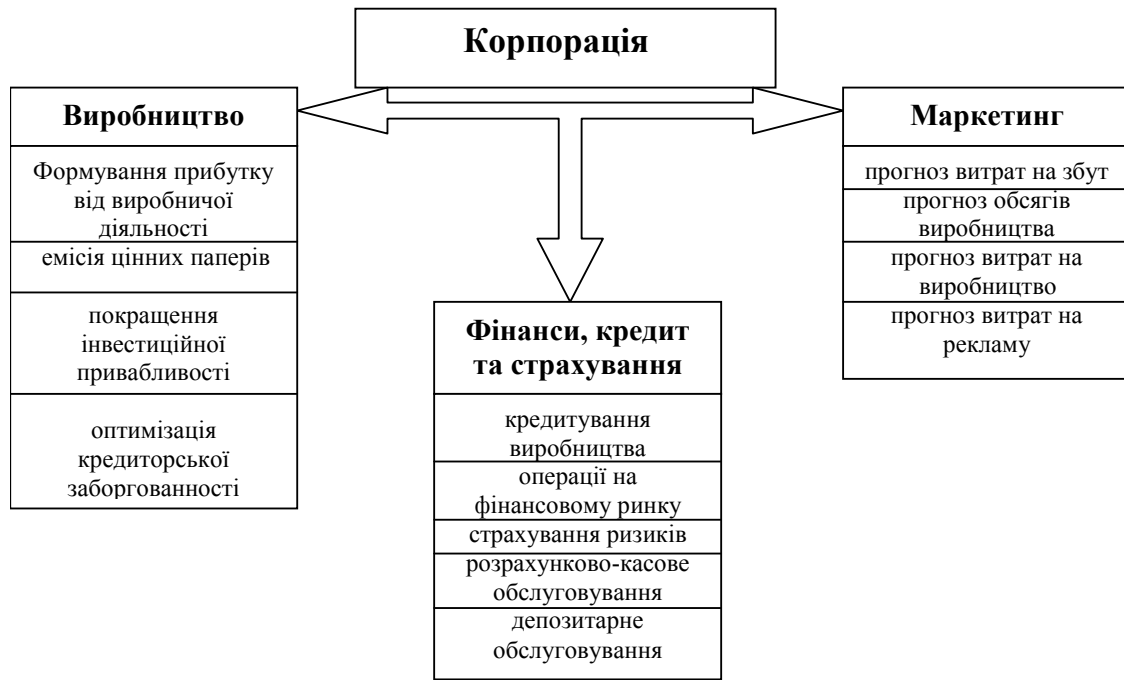 Корпорація
Виробництво
Формування прибутку
від виробничої
діяльності
емісія цінних паперів
покращення
інвестиційної
привабливості
оптимізація
кредиторської
заборгованності
Фінанси, кредит
та страхування
кредитування
виробництва
операції на
фінансовому ринку
страхування ризиків
розрахунково-касове
обслуговування
депозитарне
обслуговування
Маркетинг
прогноз витрат на збут
прогноз обсягів
виробництва
прогноз витрат на
виробництво
прогноз витрат на
рекламу